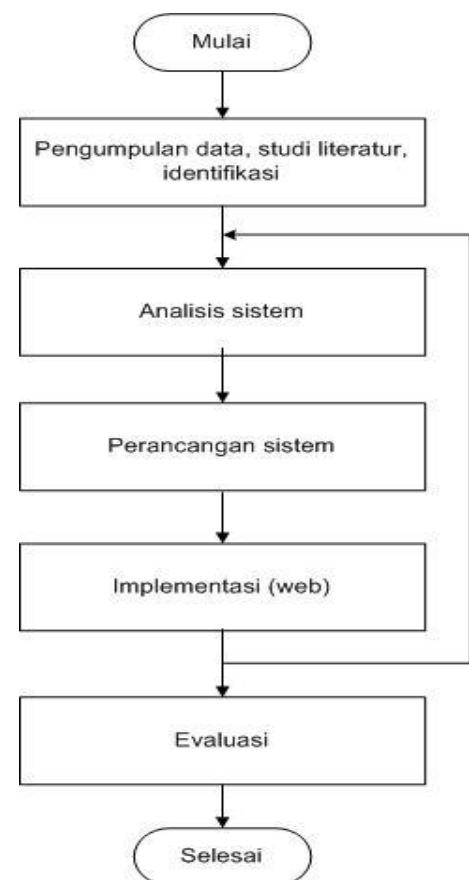 Mulai
Pengumpulan data, studi literatur,
identifikasi
Analisis sistem
Perancangan sistem
Implementasi (web)
Evaluasi
Selesai